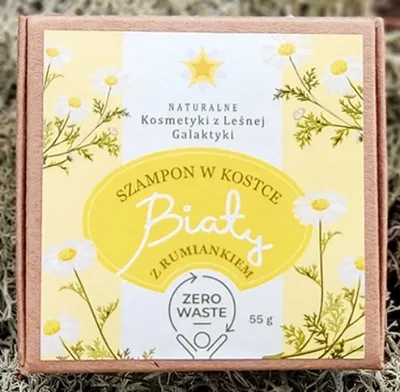 NATURALNE
Kosmetyki z Leśnej
Galaktyki
SZAMPON W KOSTCE
Biały
Z RUMIANKIEM
ZERO
WASTE
55 g